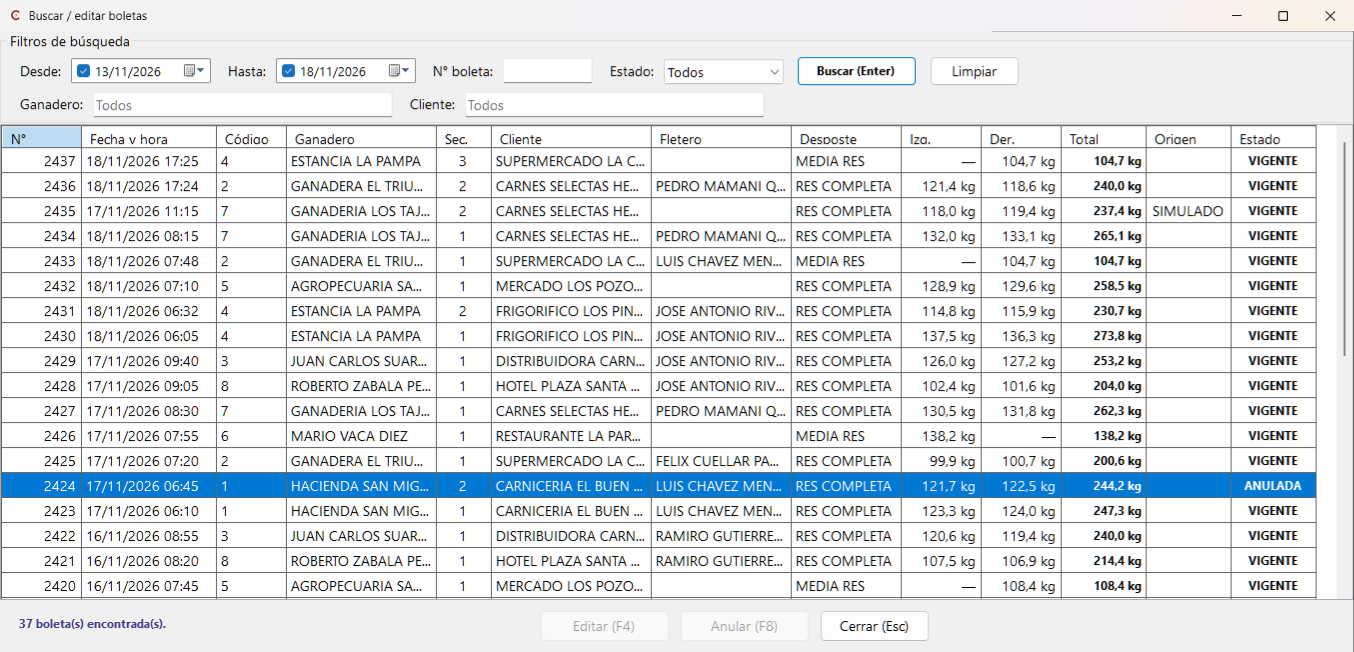 Buscar / editar boletas
Filtros de búsqueda
Desde: 13/11/2026 Hasta: 18/11/2026 N° boleta: Estado: Todos Buscar (Enter) Limpiar
Ganadero: Todos Cliente: Todos
N° Fecha y hora Código Ganadero Sec. Cliente Fletero Desposte Izq. Der. Total Origen Estado
2437 18/11/2026 17:25 4 ESTANCIA LA PAMPA 3 SUPERMERCADO LA C... MEDIA RES — 104,7 kg 104,7 kg VIGENTE
2436 18/11/2026 17:24 2 GANADERA EL TRIU... 2 CARNES SELECTAS HE... PEDRO MAMANI Q... RES COMPLETA 121,4 kg 118,6 kg 240,0 kg VIGENTE
2435 17/11/2026 11:15 7 GANADERIA LOS TAJ... 2 CARNES SELECTAS HE... RES COMPLETA 118,0 kg 119,4 kg 237,4 kg SIMULADO VIGENTE
2434 18/11/2026 08:15 7 GANADERIA LOS TAJ... 1 CARNES SELECTAS HE... PEDRO MAMANI Q... RES COMPLETA 132,0 kg 133,1 kg 265,1 kg VIGENTE
2433 18/11/2026 07:48 2 GANADERA EL TRIU... 1 SUPERMERCADO LA C... LUIS CHAVEZ MEN... MEDIA RES — 104,7 kg 104,7 kg VIGENTE
2432 18/11/2026 07:10 5 AGROPECUARIA SA... 1 MERCADO LOS POZO... RES COMPLETA 128,9 kg 129,6 kg 258,5 kg VIGENTE
2431 18/11/2026 06:32 4 ESTANCIA LA PAMPA 2 FRIGORIFICO LOS PIN... JOSE ANTONIO RIV... RES COMPLETA 114,8 kg 115,9 kg 230,7 kg VIGENTE
2430 18/11/2026 06:05 4 ESTANCIA LA PAMPA 1 FRIGORIFICO LOS PIN... JOSE ANTONIO RIV... RES COMPLETA 137,5 kg 136,3 kg 273,8 kg VIGENTE
2429 17/11/2026 09:40 3 JUAN CARLOS SUAR... 1 DISTRIBUIDORA CARN... JOSE ANTONIO RIV... RES COMPLETA 126,0 kg 127,2 kg 253,2 kg VIGENTE
2428 17/11/2026 09:05 8 ROBERTO ZABALA PE... 1 HOTEL PLAZA SANTA ... JOSE ANTONIO RIV... RES COMPLETA 102,4 kg 101,6 kg 204,0 kg VIGENTE
2427 17/11/2026 08:30 7 GANADERIA LOS TAJ... 1 CARNES SELECTAS HE... PEDRO MAMANI Q... RES COMPLETA 130,5 kg 131,8 kg 262,3 kg VIGENTE
2426 17/11/2026 07:55 6 MARIO VACA DIEZ 1 RESTAURANTE LA PAR... MEDIA RES 138,2 kg — 138,2 kg VIGENTE
2425 17/11/2026 07:20 2 GANADERA EL TRIU... 1 SUPERMERCADO LA C... FELIX CUELLAR PA... RES COMPLETA 99,9 kg 100,7 kg 200,6 kg VIGENTE
2424 17/11/2026 06:45 1 HACIENDA SAN MIG... 2 CARNICERIA EL BUEN ... LUIS CHAVEZ MEN... RES COMPLETA 121,7 kg 122,5 kg 244,2 kg ANULADA
2423 17/11/2026 06:10 1 HACIENDA SAN MIG... 1 CARNICERIA EL BUEN ... LUIS CHAVEZ MEN... RES COMPLETA 123,3 kg 124,0 kg 247,3 kg VIGENTE
2422 16/11/2026 08:55 3 JUAN CARLOS SUAR... 1 DISTRIBUIDORA CARN... RAMIRO GUTIERRE... RES COMPLETA 120,6 kg 119,4 kg 240,0 kg VIGENTE
2421 16/11/2026 08:20 8 ROBERTO ZABALA PE... 1 HOTEL PLAZA SANTA ... RAMIRO GUTIERRE... RES COMPLETA 107,5 kg 106,9 kg 214,4 kg VIGENTE
2420 16/11/2026 07:45 5 AGROPECUARIA SA... 1 MERCADO LOS POZO... MEDIA RES — 108,4 kg 108,4 kg VIGENTE
37 boleta(s) encontrada(s). Editar (F4) Anular (F8) Cerrar (Esc)